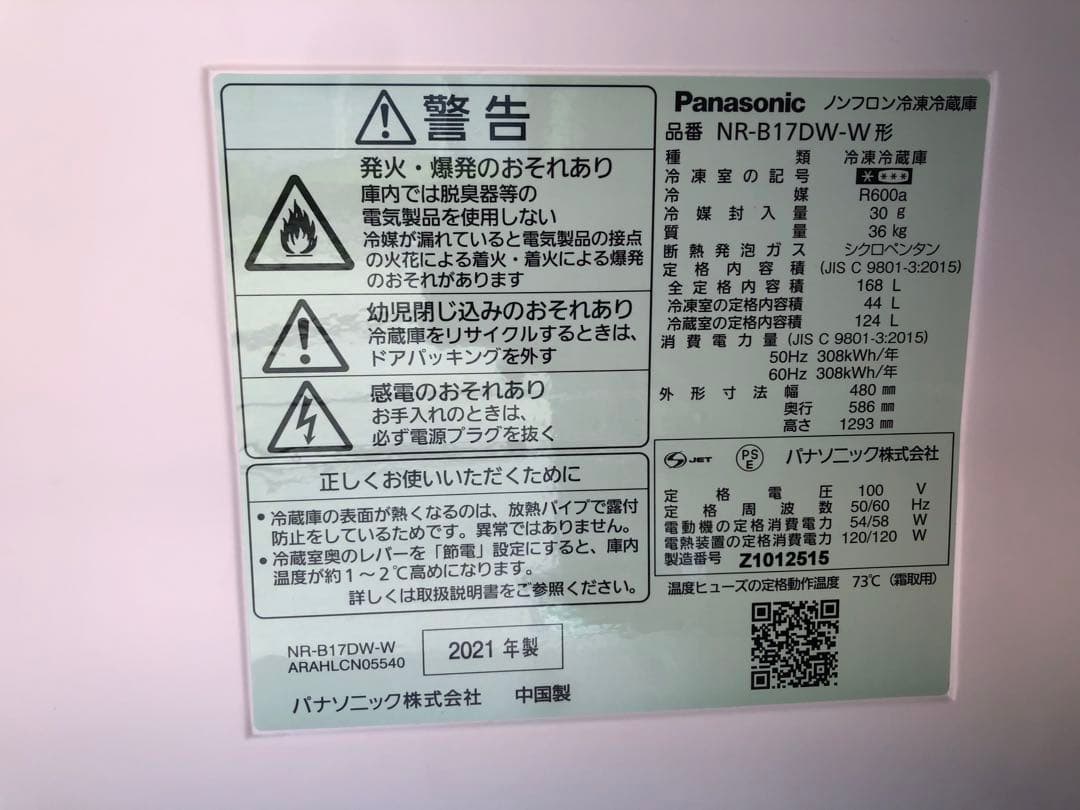 警告
発火・爆発のおそれあり
庫内では脱臭器等の
電気製品を使用しない
冷媒が漏れていると電気製品の接点
の火花による着火・着火による爆発
のおそれがあります
幼児閉じ込みのおそれあり
冷蔵庫をリサイクルするときは、
ドアパッキングを外す
感電のおそれあり
お手入れのときは、
必ず電源プラグを抜く
正しくお使いいただくために
• 冷蔵庫の表面が熱くなるのは、放熱パイプで露付
防止をしているためです。異常ではありません。
• 冷蔵室奥のレバーを「節電」設定にすると、庫内
温度が約1～2℃高めになります。
詳しくは取扱説明書をご参照ください。
NR-B17DW-W
ARAHLCN05540
2021 年製
パナソニック株式会社 中国製
Panasonic ノンフロン冷凍冷蔵庫
品番 NR-B17DW-W形
種類 冷凍冷蔵庫
冷凍室の記号 * ***
冷媒 R600a
冷媒封入量 30 g
質量 36 kg
断熱発泡ガス シクロペンタン
定格内容積 (JIS C 9801-3:2015)
全定格内容積 168 L
冷凍室の定格内容積 44 L
冷蔵室の定格内容積 124 L
消費電力量 (JIS C 9801-3:2015)
50Hz 308kWh/年
60Hz 308kWh/年
外形寸法 幅 480 mm
奥行 586 mm
高さ 1293 mm
JET PSE パナソニック株式会社
定格電圧 100 V
定格周波数 50/60 Hz
電動機の定格消費電力 54/58 W
電熱装置の定格消費電力 120/120 W
製造番号 Z1012515
温度ヒューズの定格動作温度 73℃ (霜取用)